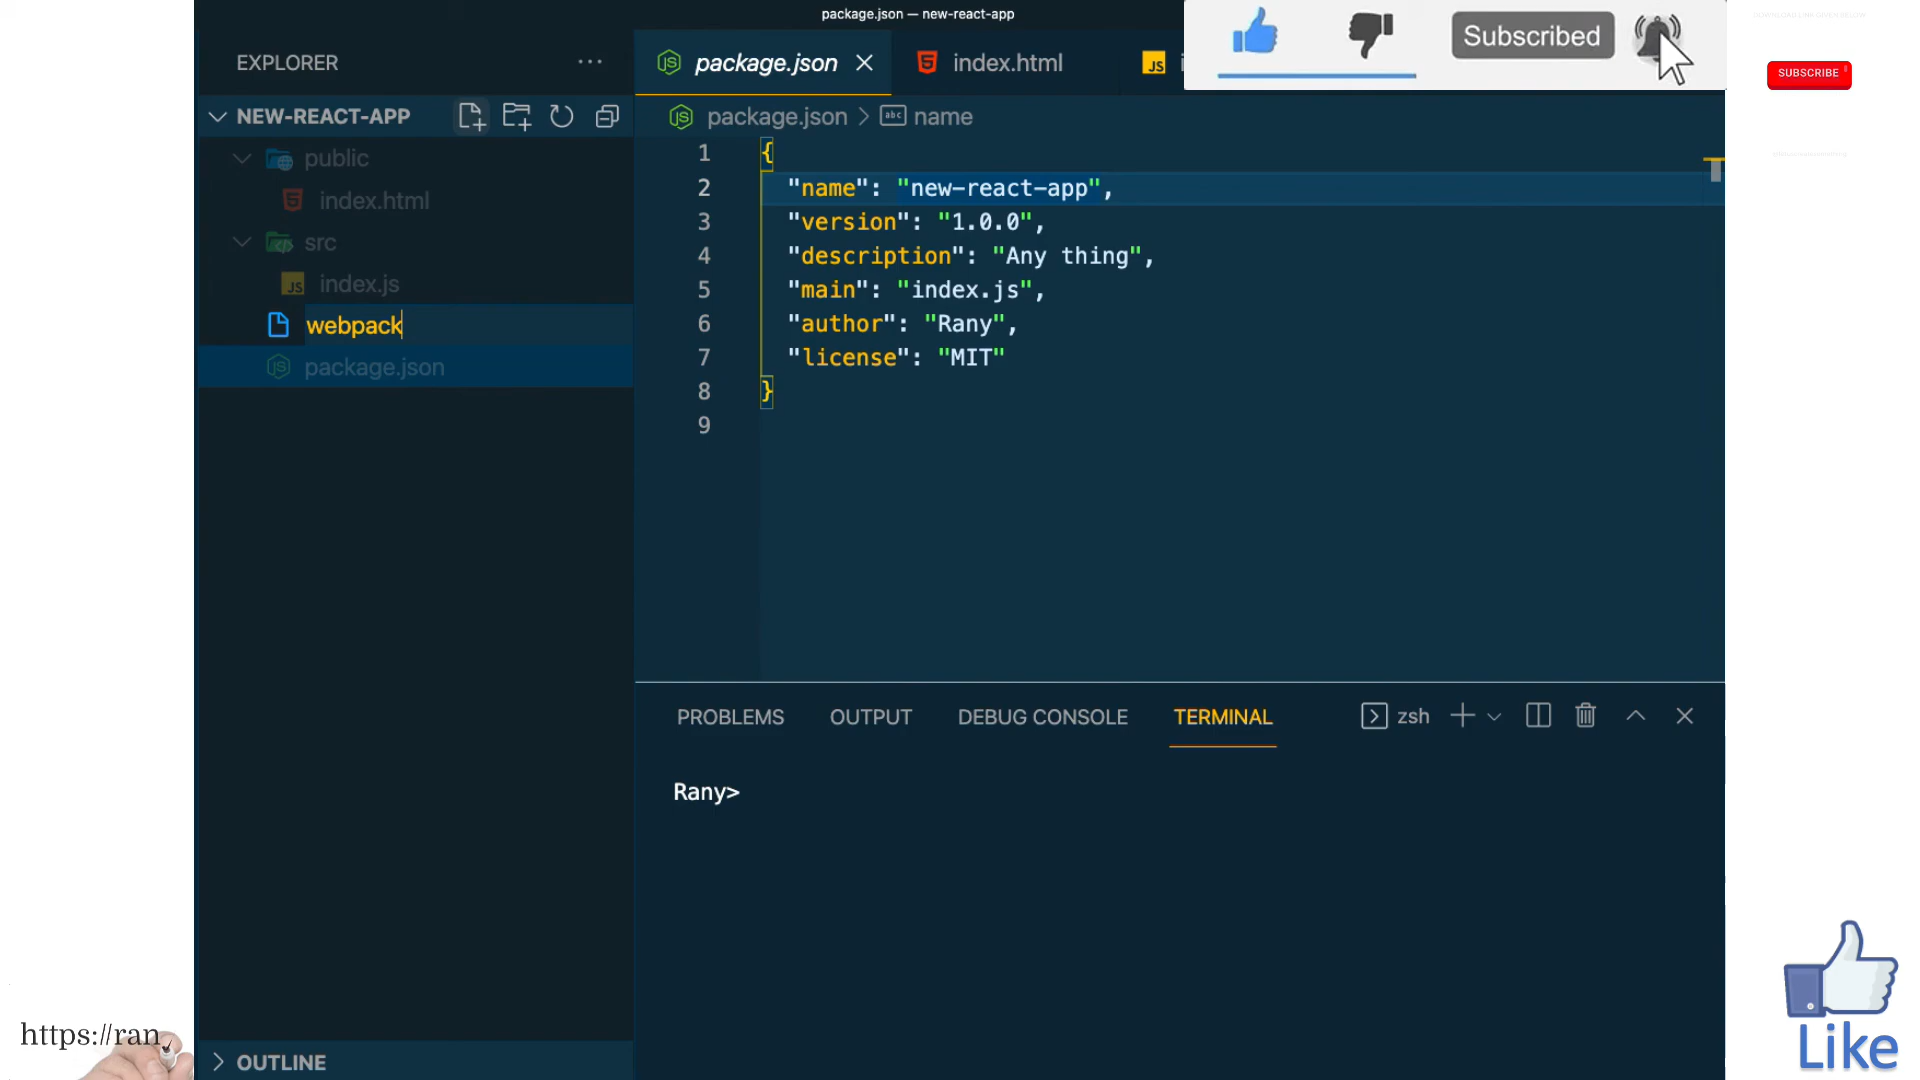 package.json — new-react-app
EXPLORER
NEW-REACT-APP
public
index.html
src
JS index.js
webpack
package.json
OUTLINE
package.json
index.html
JS
Subscribed
SUBSCRIBE
package.json > abc name
1 {
2 "name": "new-react-app",
3 "version": "1.0.0",
4 "description": "Any thing",
5 "main": "index.js",
6 "author": "Rany",
7 "license": "MIT"
8 }
9
PROBLEMS OUTPUT DEBUG CONSOLE TERMINAL
zsh
Rany>
https://ran
Like